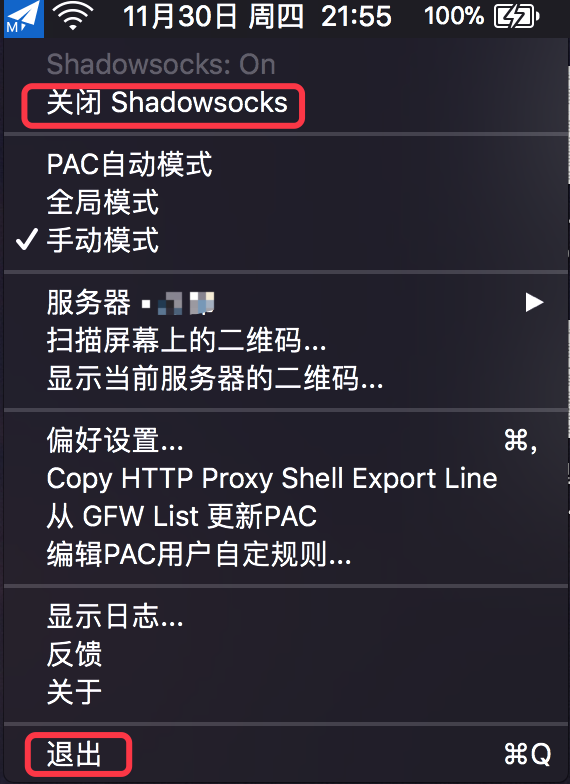 M 11月30日 周四 21:55 100%
Shadowsocks: On
关闭 Shadowsocks
PAC自动模式
全局模式
✓ 手动模式
服务器 ▶
扫描屏幕上的二维码...
显示当前服务器的二维码...
偏好设置... ⌘,
Copy HTTP Proxy Shell Export Line
从 GFW List 更新PAC
编辑PAC用户自定规则...
显示日志...
反馈
关于
退出 ⌘Q